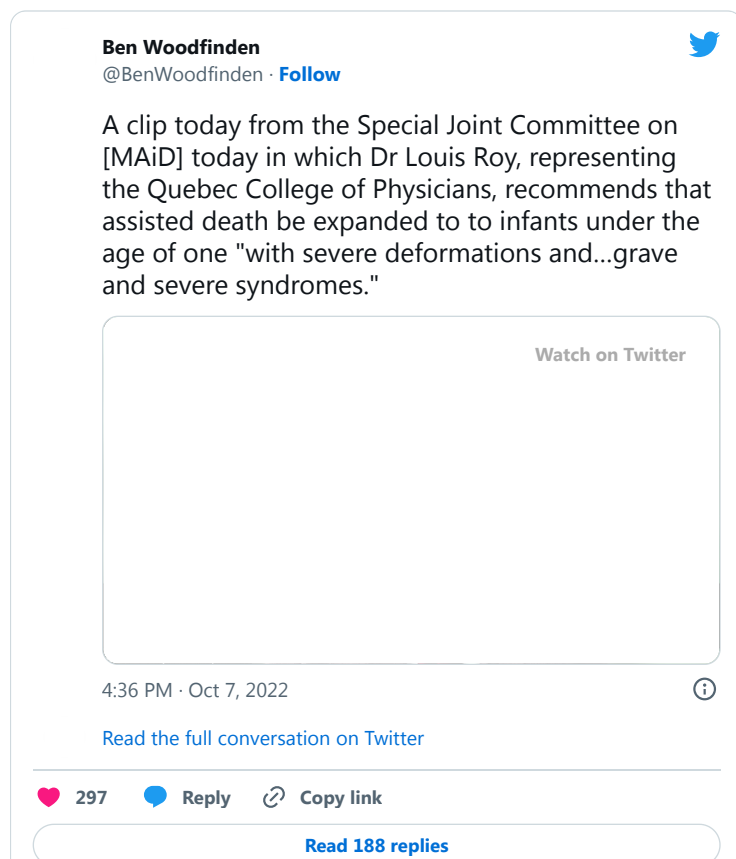 Ben Woodfinden
@BenWoodfinden · Follow
A clip today from the Special Joint Committee on
[MAiD] today in which Dr Louis Roy, representing
the Quebec College of Physicians, recommends that
assisted death be expanded to to infants under the
age of one "with severe deformations and...grave
and severe syndromes."
Watch on Twitter
4:36 PM · Oct 7, 2022
Read the full conversation on Twitter
297 Reply Copy link
Read 188 replies